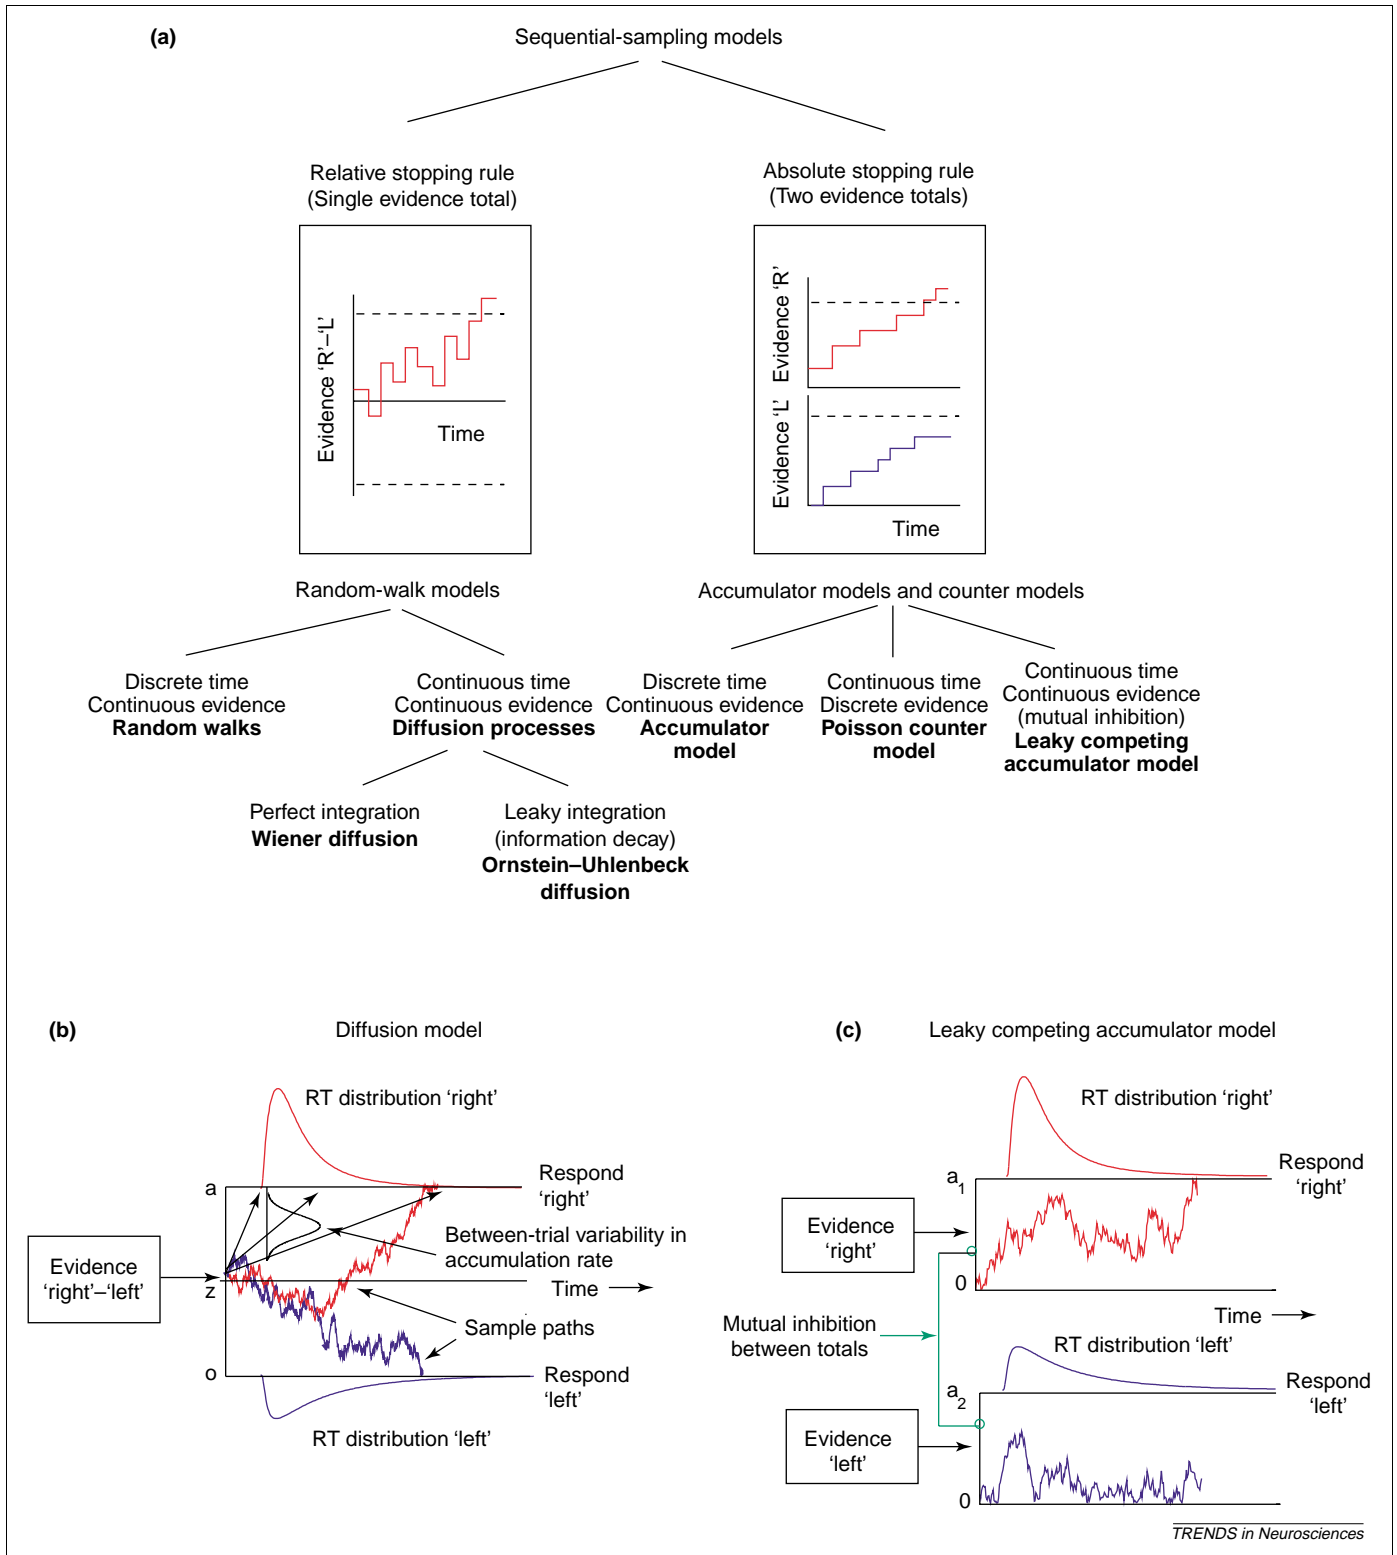 (a)
Sequential-sampling models
Relative stopping rule
(Single evidence total)
Absolute stopping rule
(Two evidence totals)
Evidence ‘R’–‘L’
Time
Evidence ‘R’
Evidence ‘L’
Time
Random-walk models
Accumulator models and counter models
Discrete time
Continuous evidence
Random walks
Continuous time
Continuous evidence
Diffusion processes
Discrete time
Continuous evidence
Accumulator
model
Continuous time
Discrete evidence
Poisson counter
model
Continuous time
Continuous evidence
(mutual inhibition)
Leaky competing
accumulator model
Perfect integration
Wiener diffusion
Leaky integration
(information decay)
Ornstein–Uhlenbeck
diffusion
(b)
Diffusion model
RT distribution ‘right’
a
Respond
‘right’
Between-trial variability in
accumulation rate
Evidence
‘right’–‘left’
z
Time
Sample paths
o
Respond
‘left’
RT distribution ‘left’
(c)
Leaky competing accumulator model
RT distribution ‘right’
a1
Respond
‘right’
Evidence
‘right’
0
Time
Mutual inhibition
between totals
RT distribution ‘left’
a2
Respond
‘left’
Evidence
‘left’
0
TRENDS in Neurosciences